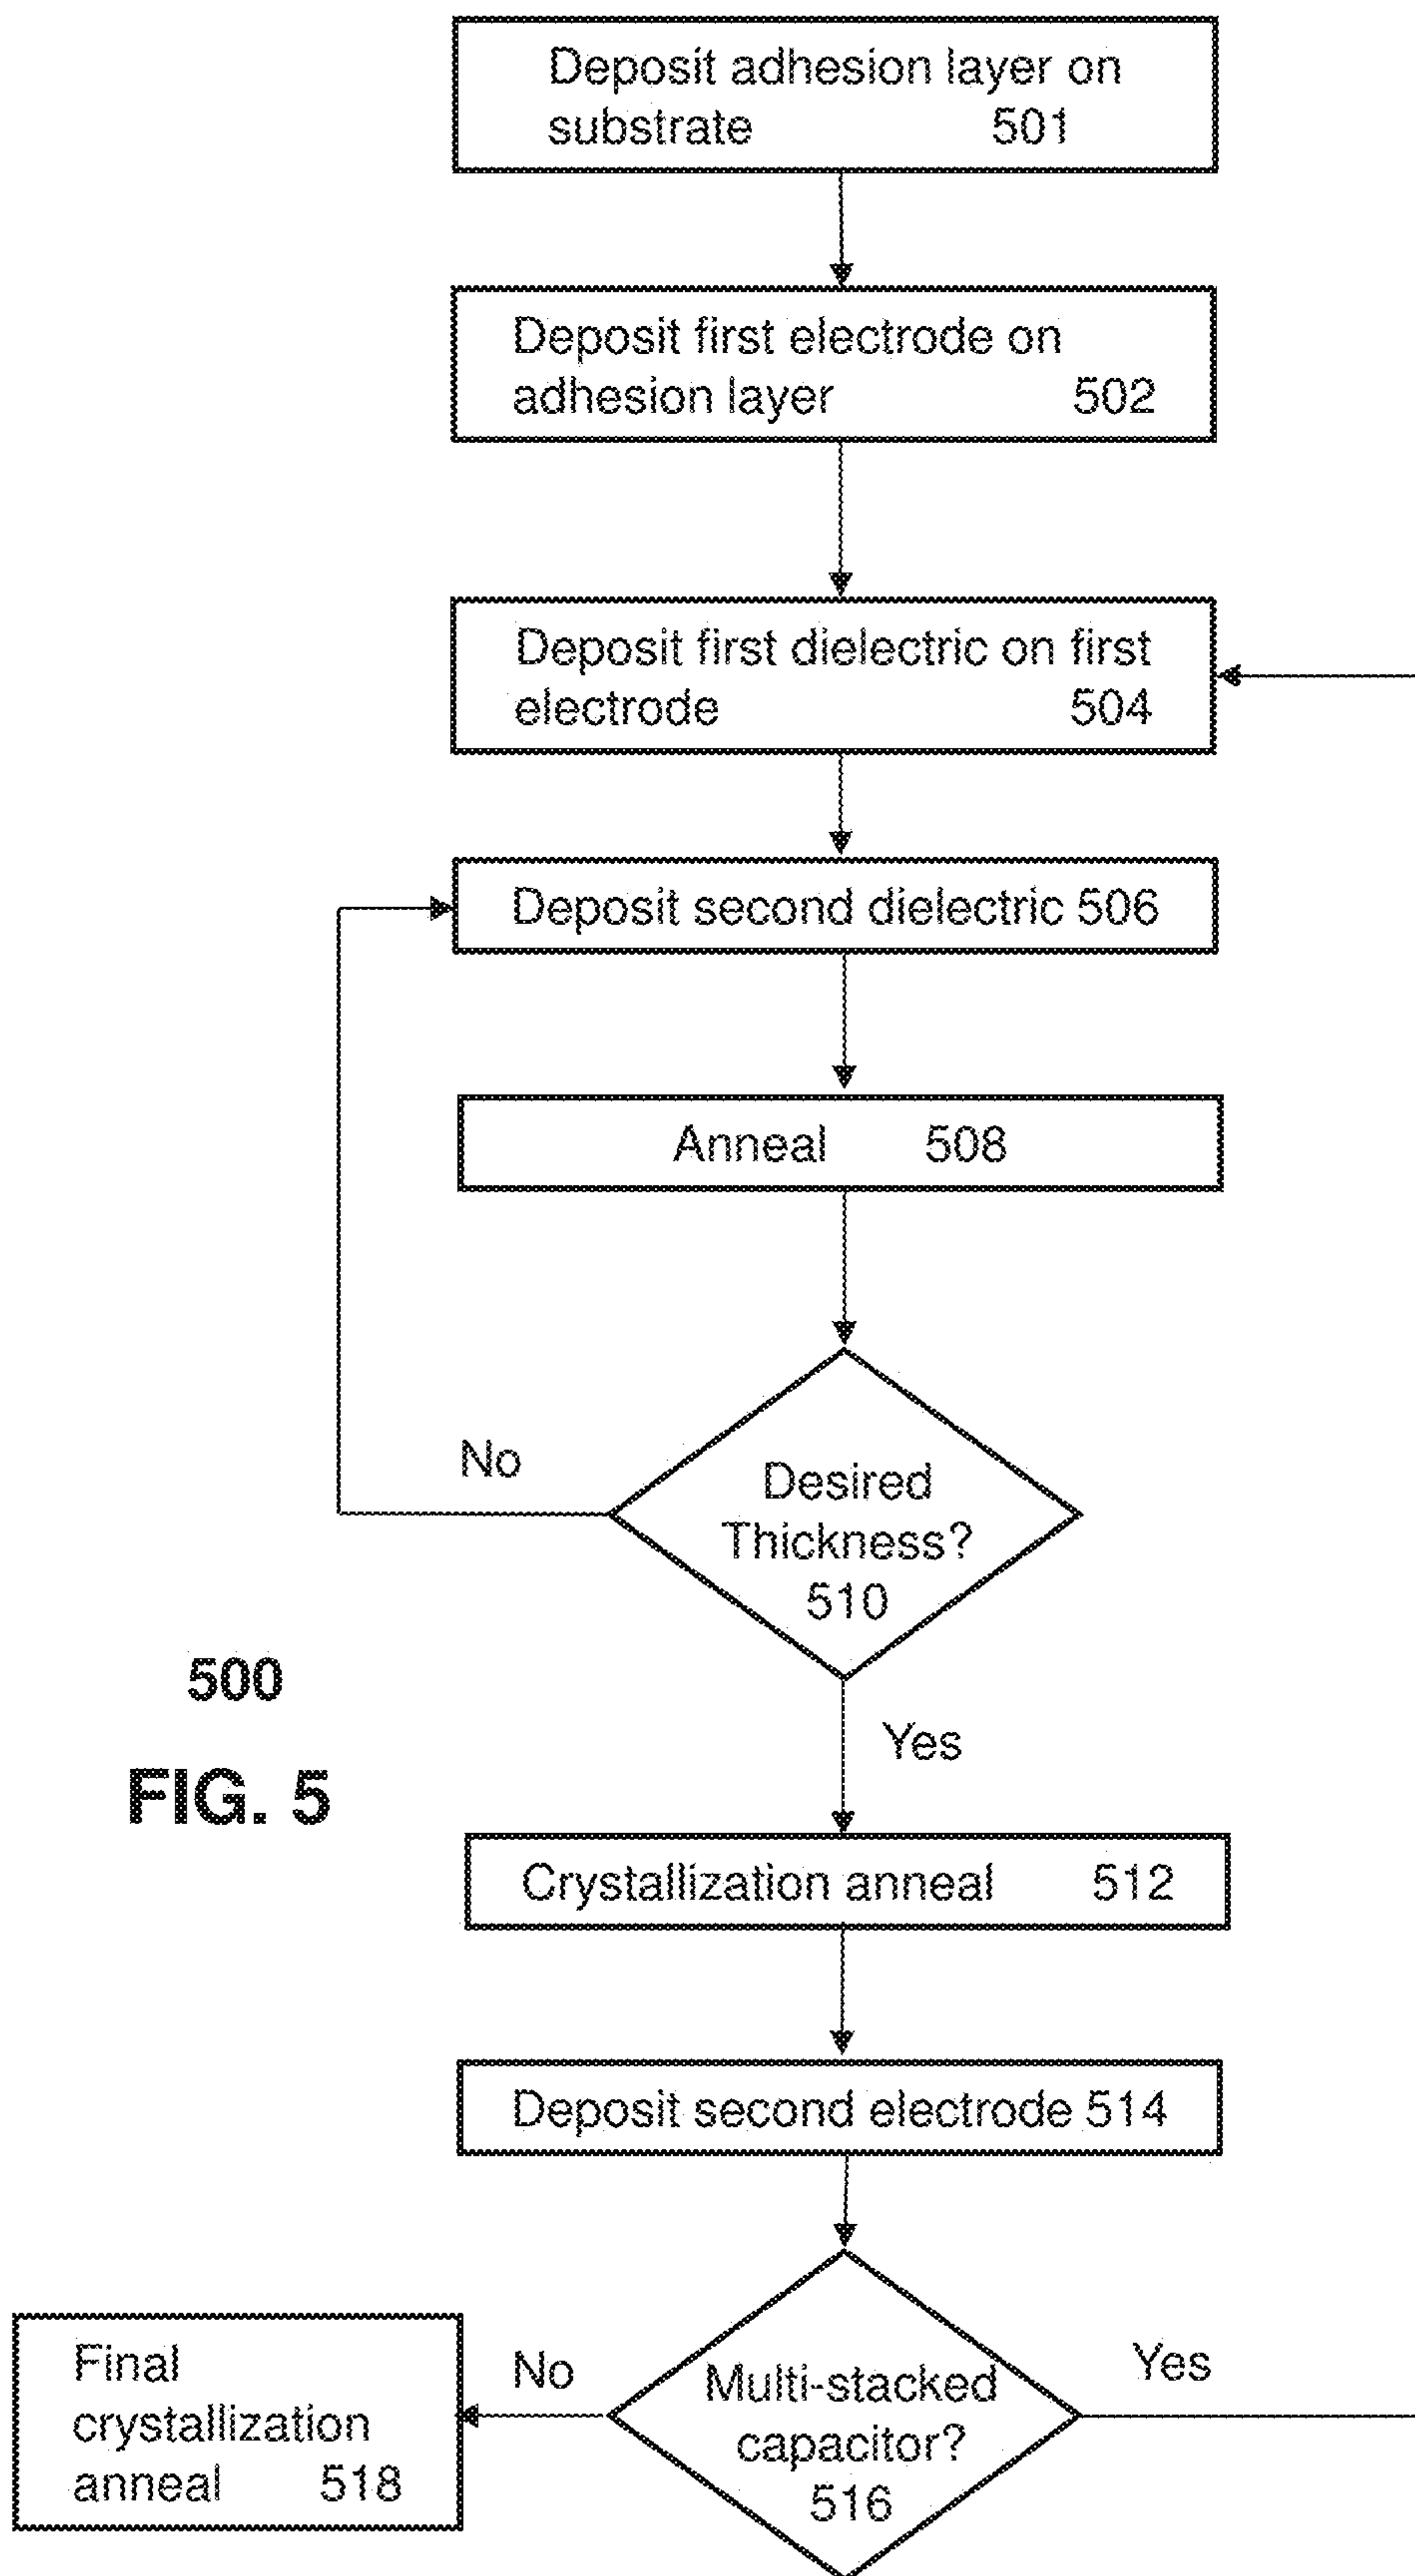 Deposit adhesion layer on
substrate 501
Deposit first electrode on
adhesion layer 502
Deposit first dielectric on first
electrode 504
Deposit second dielectric 506
Anneal 508
No
Desired
Thickness?
510
500
Yes
FIG. 5
Crystallization anneal 512
Deposit second electrode 514
Final
crystallization
anneal 518
No
Multi-stacked
capacitor?
516
Yes